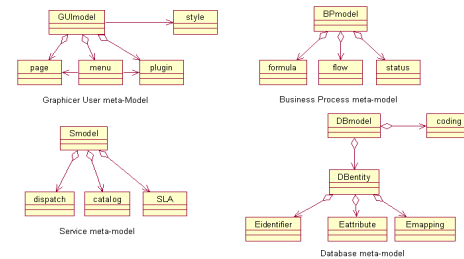 GUImodel
style
page
menu
plugin
Graphicer User meta-Model
BPmodel
formula
flow
status
Business Process meta-model
Smodel
dispatch
catalog
SLA
Service meta-model
DBmodel
coding
DBentity
Eidentifier
Eattribute
Emapping
Database meta-model